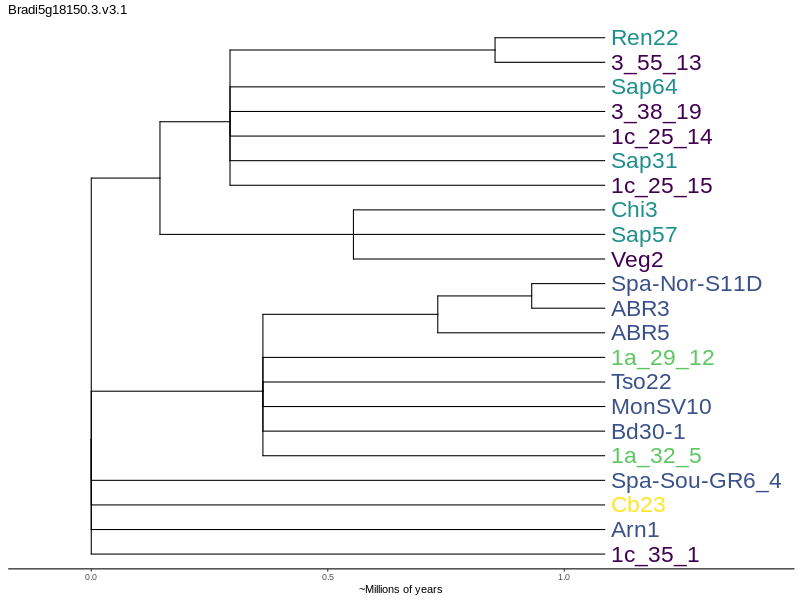 Bradi5g18150.3.v3.1
Ren22
3_55_13
Sap64
3_38_19
1c_25_14
Sap31
1c_25_15
Chi3
Sap57
Veg2
Spa-Nor-S11D
ABR3
ABR5
1a_29_12
Tso22
MonSV10
Bd30-1
1a_32_5
Spa-Sou-GR6_4
Cb23
Arn1
1c_35_1
0.0 0.5 1.0
~Millions of years